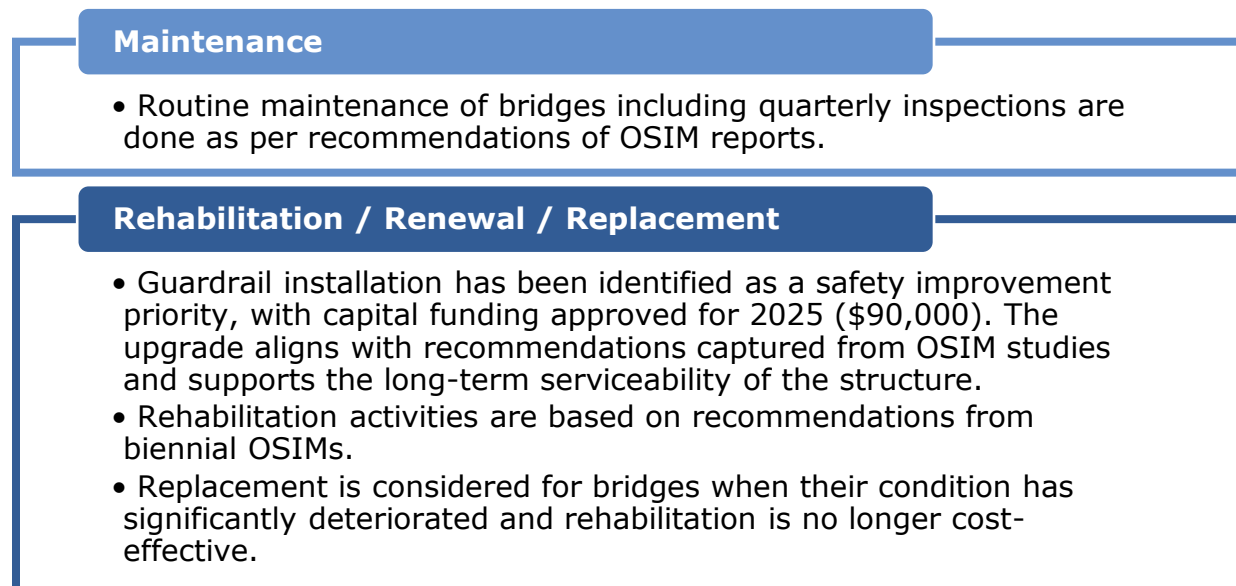 Maintenance
• Routine maintenance of bridges including quarterly inspections are
done as per recommendations of OSIM reports.
Rehabilitation / Renewal / Replacement
• Guardrail installation has been identified as a safety improvement
priority, with capital funding approved for 2025 ($90,000). The
upgrade aligns with recommendations captured from OSIM studies
and supports the long-term serviceability of the structure.
• Rehabilitation activities are based on recommendations from
biennial OSIMs.
• Replacement is considered for bridges when their condition has
significantly deteriorated and rehabilitation is no longer cost-
effective.